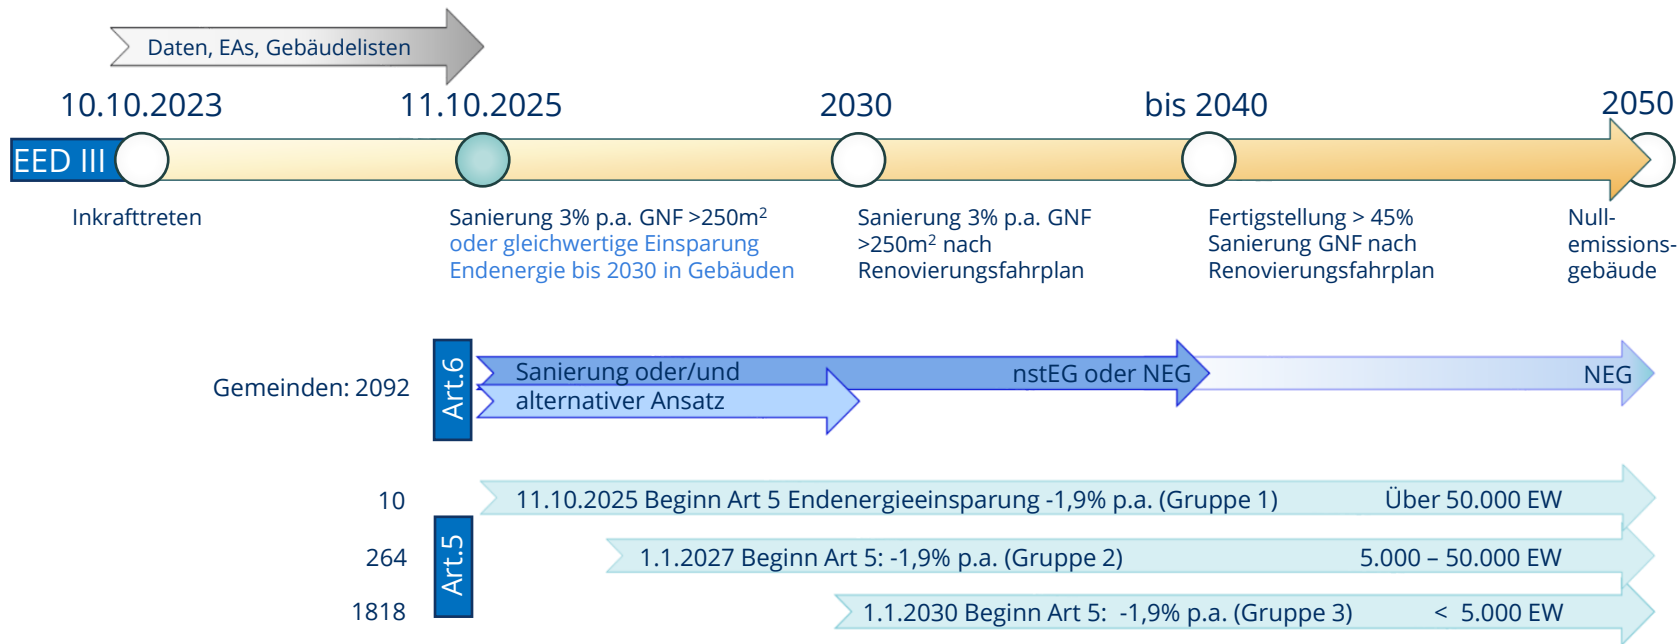 Daten, EAs, Gebäudelisten
10.10.2023
11.10.2025
2030
bis 2040
2050
EED III
Inkrafttreten
Sanierung 3% p.a. GNF >250m²
oder gleichwertige Einsparung
Endenergie bis 2030 in Gebäuden
Sanierung 3% p.a. GNF
>250m² nach
Renovierungsfahrplan
Fertigstellung > 45%
Sanierung GNF nach
Renovierungsfahrplan
Null-
emissions-
gebäude
Gemeinden: 2092
Art.6
Sanierung oder/und
alternativer Ansatz
nstEG oder NEG
NEG
Art.5
10
11.10.2025 Beginn Art 5 Endenergieeinsparung -1,9% p.a. (Gruppe 1)
Über 50.000 EW
264
1.1.2027 Beginn Art 5: -1,9% p.a. (Gruppe 2)
5.000 – 50.000 EW
1818
1.1.2030 Beginn Art 5: -1,9% p.a. (Gruppe 3)
< 5.000 EW